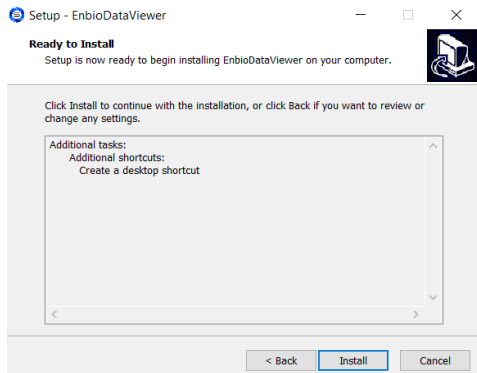 Setup - EnbioDataViewer
Ready to Install
Setup is now ready to begin installing EnbioDataViewer on your computer.
Click Install to continue with the installation, or click Back if you want to review or
change any settings.
Additional tasks:
Additional shortcuts:
Create a desktop shortcut
< Back
Install
Cancel